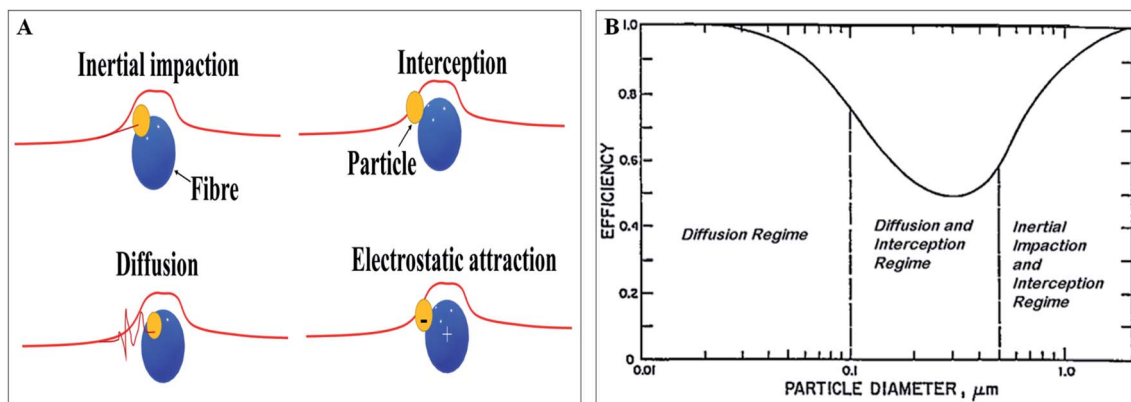 A
Inertial impaction
Interception
Particle
Fibre
Diffusion
Electrostatic attraction
-
+
B
1.0
0.8
0.6
0.4
0.2
0
EFFICIENCY
Diffusion Regime
Diffusion and
Interception
Regime
Inertial
Impaction
and
Interception
Regime
0.01
0.1
1.0
PARTICLE DIAMETER, μm